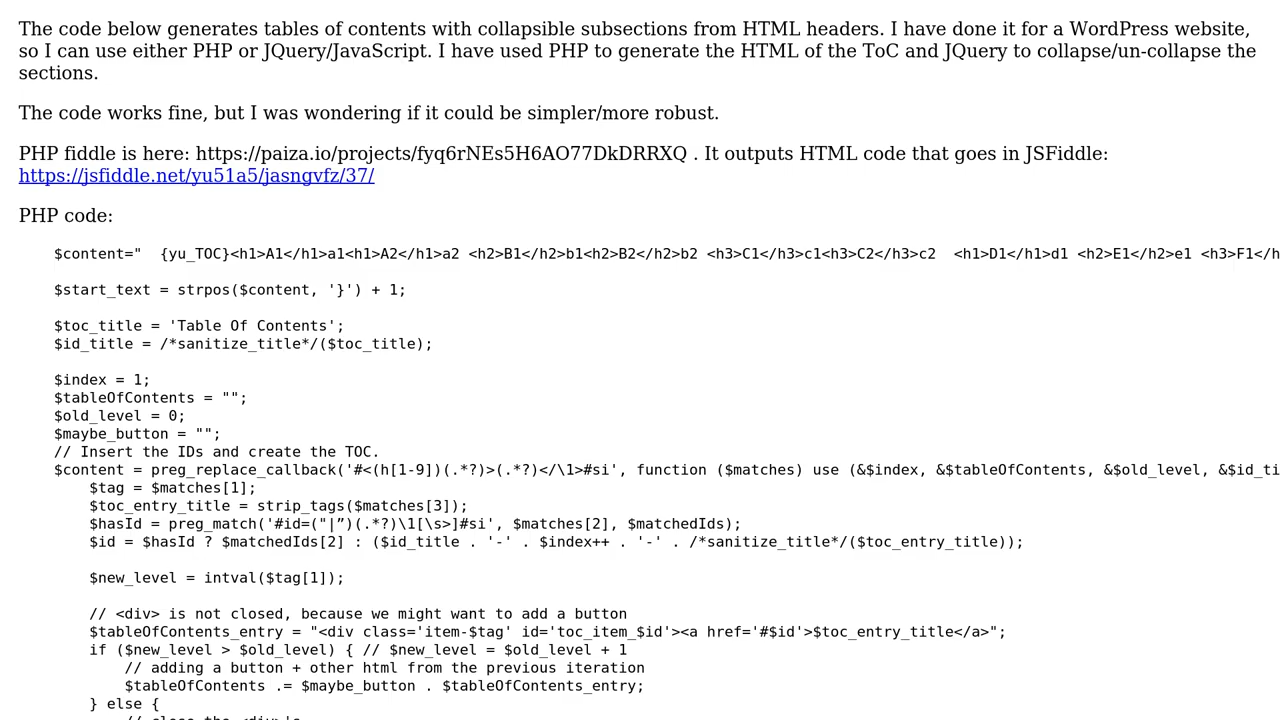 The code below generates tables of contents with collapsible subsections from HTML headers. I have done it for a WordPress website,
so I can use either PHP or JQuery/JavaScript. I have used PHP to generate the HTML of the ToC and JQuery to collapse/un-collapse the
sections.
The code works fine, but I was wondering if it could be simpler/more robust.
PHP fiddle is here: https://paiza.io/projects/fyq6rNEs5H6AO77DkDRRXQ . It outputs HTML code that goes in JSFiddle:
https://jsfiddle.net/yu51a5/jasngvfz/37/
PHP code:
$content="  {yu_TOC}<h1>A1</h1>a1<h1>A2</h1>a2 <h2>B1</h2>b1<h2>B2</h2>b2 <h3>C1</h3>c1<h3>C2</h3>c2  <h1>D1</h1>d1 <h2>E1</h2>e1 <h3>F1</h
$start_text = strpos($content, '}') + 1;
$toc_title = 'Table Of Contents';
$id_title = /*sanitize_title*/($toc_title);
$index = 1;
$tableOfContents = "";
$old_level = 0;
$maybe_button = "";
// Insert the IDs and create the TOC.
$content = preg_replace_callback('#<(h[1-9])(.*?)>(.*?)</\1>#si', function ($matches) use (&$index, &$tableOfContents, &$old_level, &$id_ti
$tag = $matches[1];
$toc_entry_title = strip_tags($matches[3]);
$hasId = preg_match('#id=("|”)(.*?)\1[\s>]#si', $matches[2], $matchedIds);
$id = $hasId ? $matchedIds[2] : ($id_title . '-' . $index++ . '-' . /*sanitize_title*/($toc_entry_title));
$new_level = intval($tag[1]);
// <div> is not closed, because we might want to add a button
$tableOfContents_entry = "<div class='item-$tag' id='toc_item_$id'><a href='#$id'>$toc_entry_title</a>";
if ($new_level > $old_level) { // $new_level = $old_level + 1
// adding a button + other html from the previous iteration
$tableOfContents .= $maybe_button . $tableOfContents_entry;
} else {
// close the <div>'s